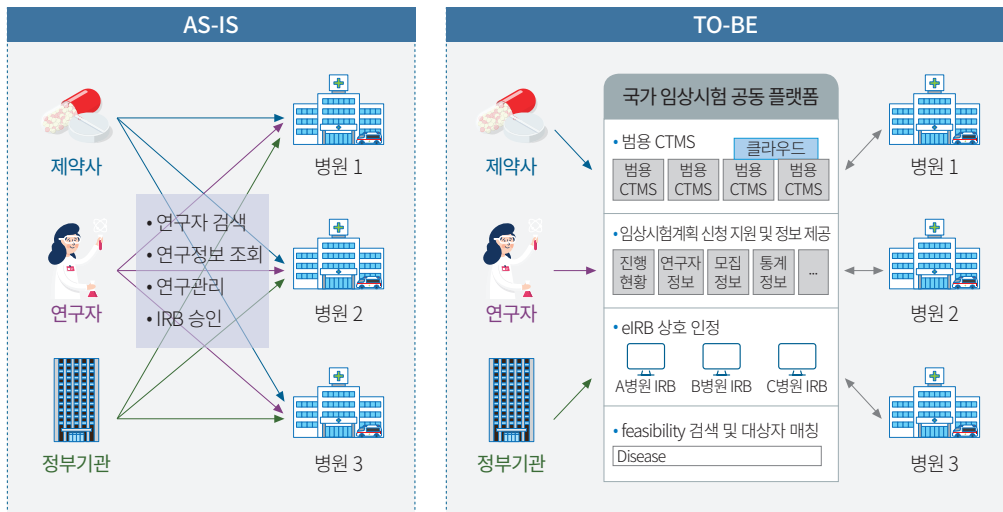 AS-IS
제약사
연구자
정부기관
• 연구자 검색
• 연구정보 조회
• 연구관리
• IRB 승인
병원 1
병원 2
병원 3
TO-BE
제약사
연구자
정부기관
국가 임상시험 공동 플랫폼
• 범용 CTMS
클라우드
범용 CTMS
범용 CTMS
범용 CTMS
범용 CTMS
• 임상시험계획 신청 지원 및 정보 제공
진행 현황
연구자 정보
모집 정보
통계 정보
...
• eIRB 상호 인정
A병원 IRB
B병원 IRB
C병원 IRB
• feasibility 검색 및 대상자 매칭
Disease
병원 1
병원 2
병원 3